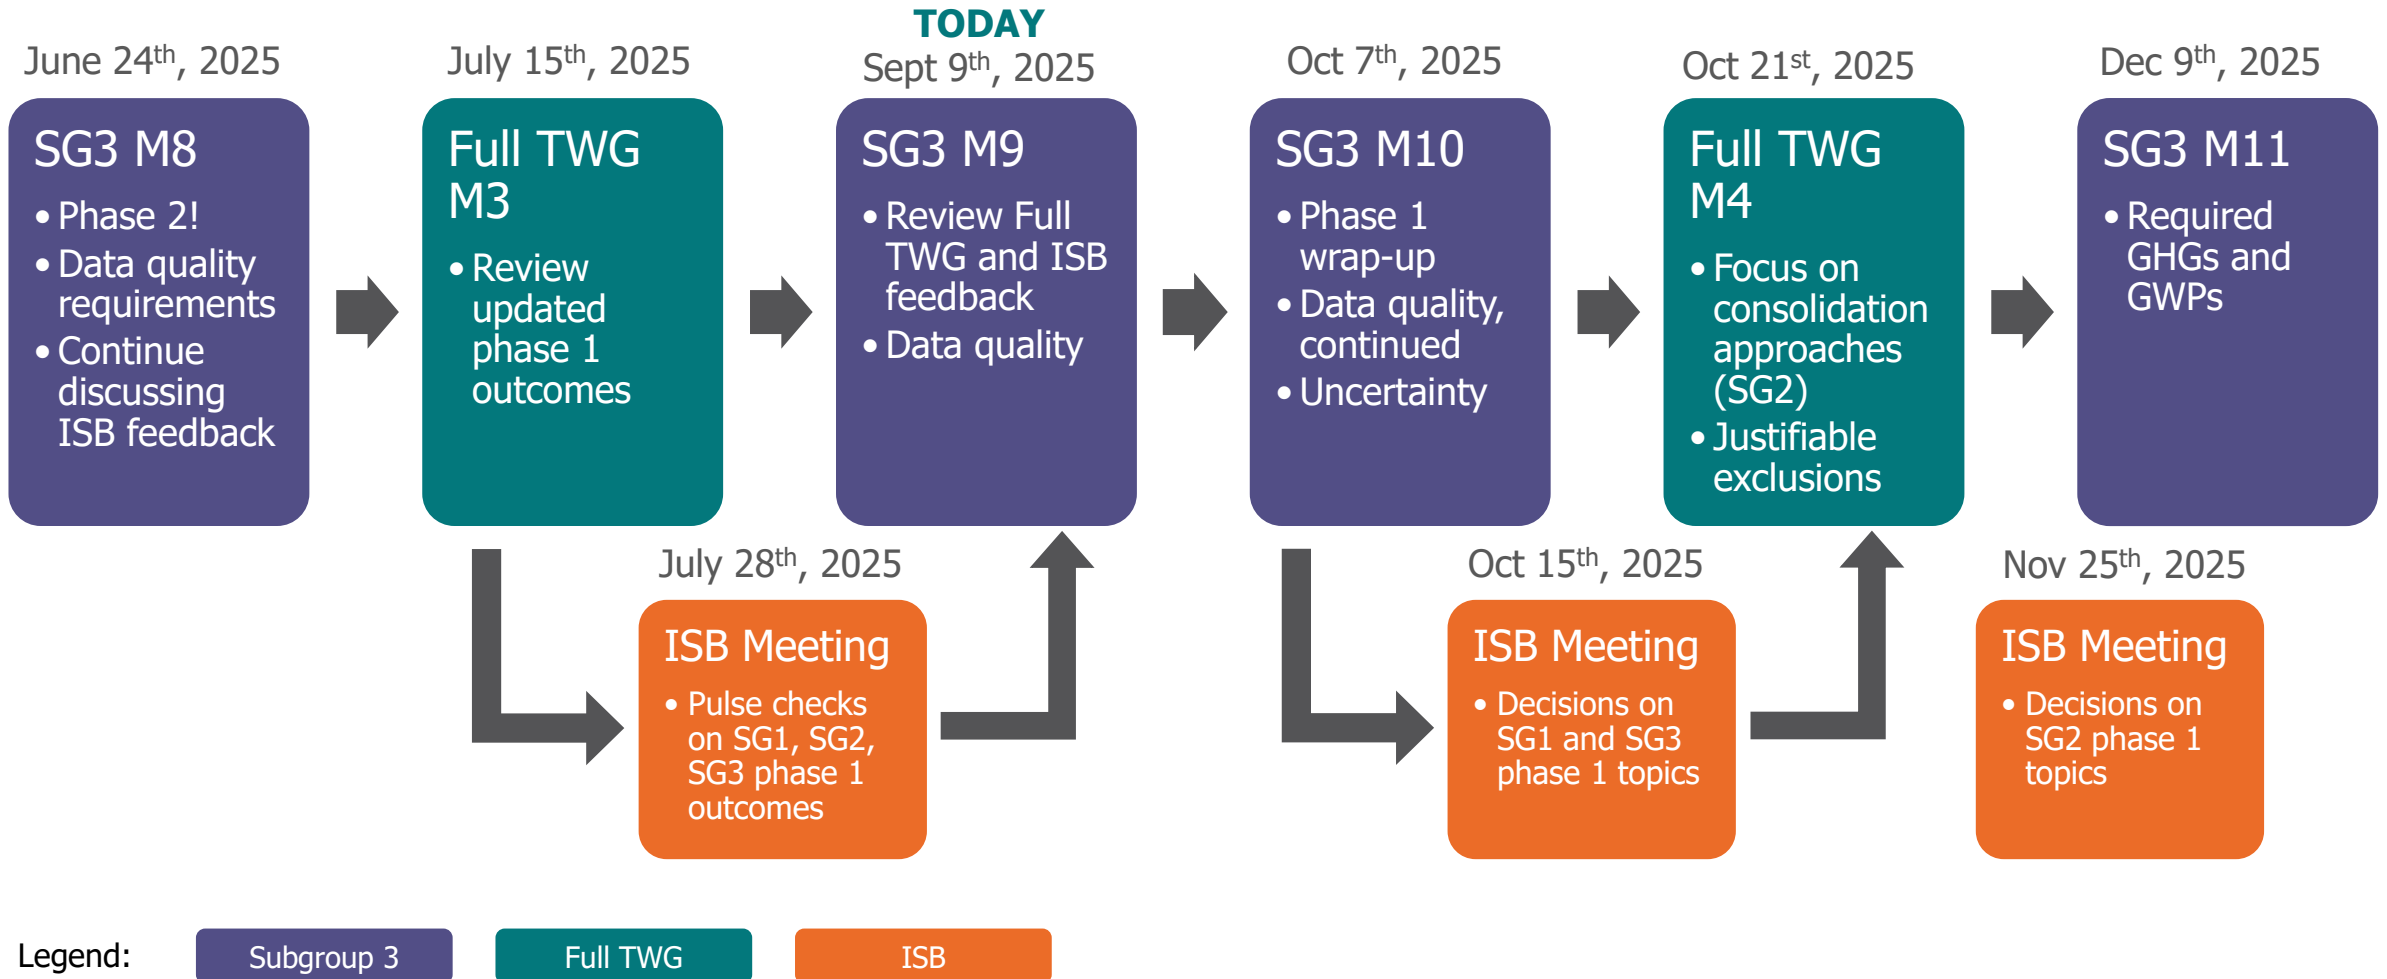 TODAY
June 24th, 2025
July 15th, 2025
Sept 9th, 2025
Oct 7th, 2025
Oct 21st, 2025
Dec 9th, 2025
SG3 M8
• Phase 2!
• Data quality
requirements
• Continue
discussing
ISB feedback
Full TWG
M3
• Review
updated
phase 1
outcomes
SG3 M9
• Review Full
TWG and ISB
feedback
• Data quality
SG3 M10
• Phase 1
wrap-up
• Data quality,
continued
• Uncertainty
Full TWG
M4
• Focus on
consolidation
approaches
(SG2)
• Justifiable
exclusions
SG3 M11
• Required
GHGs and
GWPs
July 28th, 2025
ISB Meeting
• Pulse checks
on SG1, SG2,
SG3 phase 1
outcomes
Oct 15th, 2025
ISB Meeting
• Decisions on
SG1 and SG3
phase 1 topics
Nov 25th, 2025
ISB Meeting
• Decisions on
SG2 phase 1
topics
Legend:
Subgroup 3
Full TWG
ISB